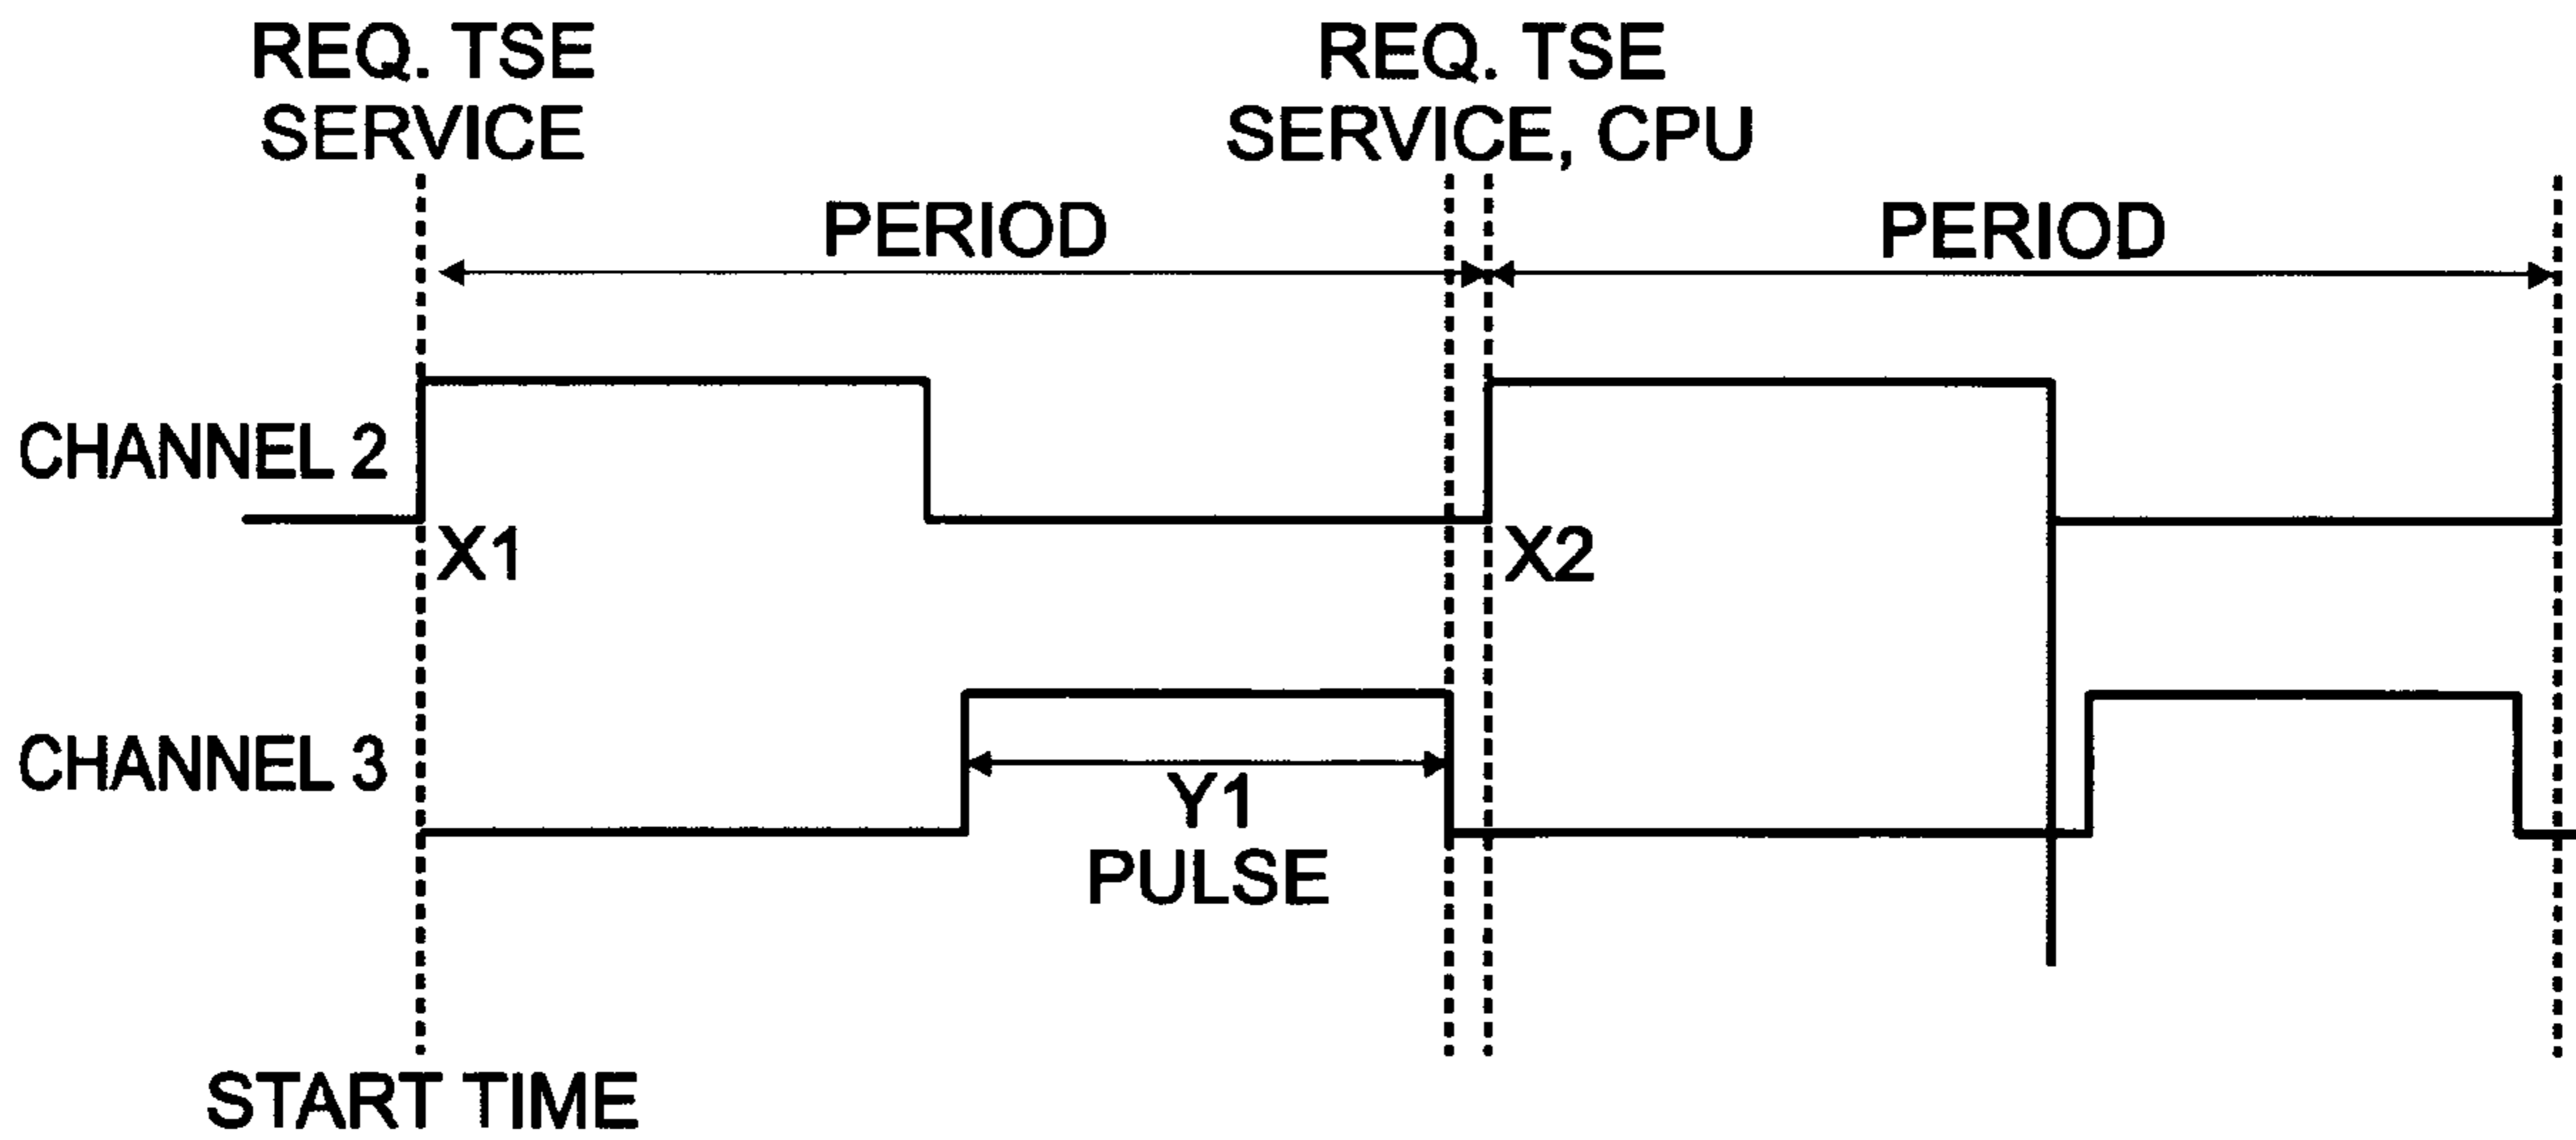 REQ. TSE
SERVICE
REQ. TSE
SERVICE, CPU
PERIOD
PERIOD
CHANNEL 2
X1
X2
CHANNEL 3
Y1
PULSE
START TIME